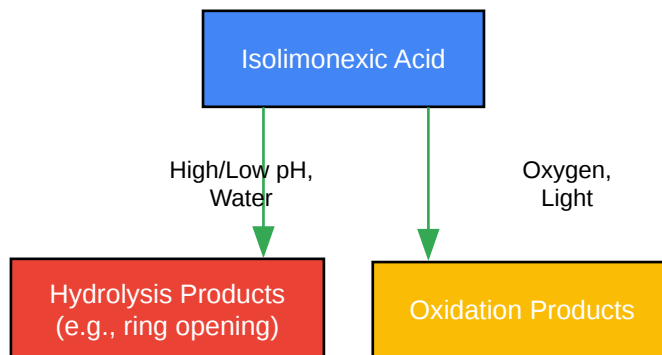 Isolimonexic Acid
High/Low pH,
Water
Oxygen,
Light
Hydrolysis Products
(e.g., ring opening)
Oxidation Products